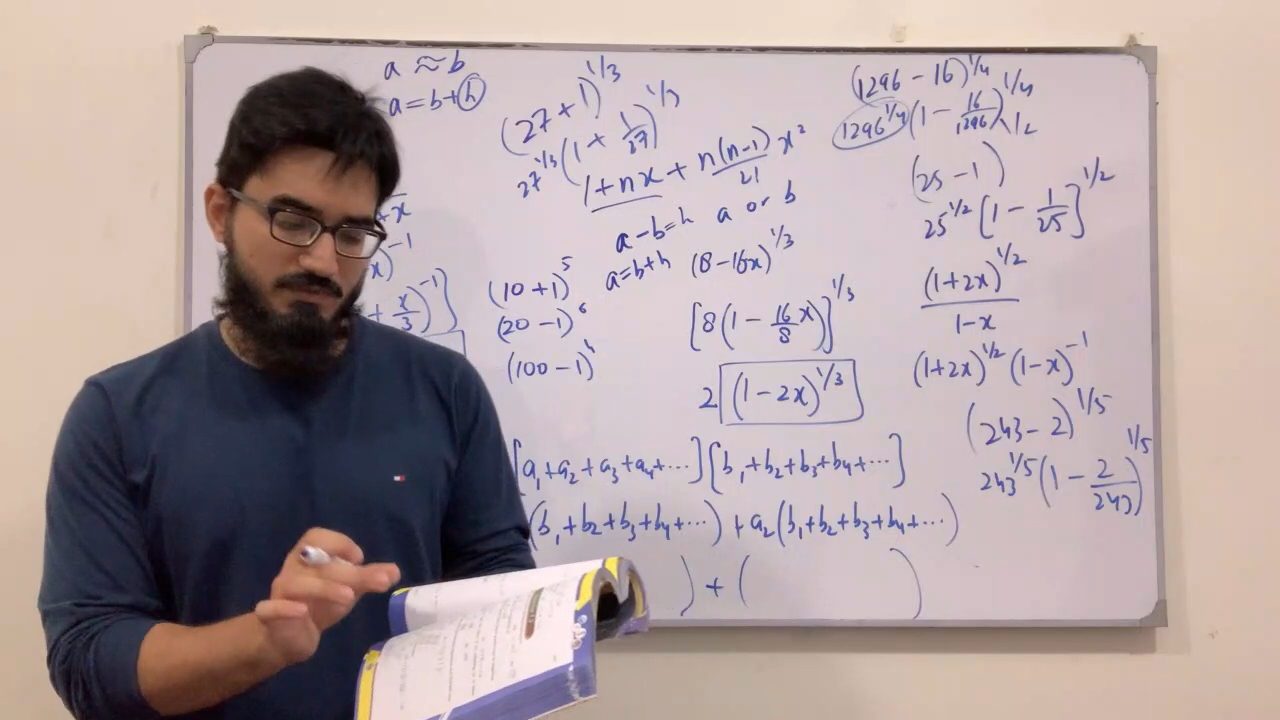 a ≈ b
a = b + h
(27 + 1)^1/3
27^1/3 (1 + 1/27)^1/3
1 + nx + n(n-1)/2! x²
a - b = h   a or b
a = b + h   (8 - 16x)^1/3
(10 + 1)^5
(20 - 1)^6
(100 - 1)
[8(1 - 16/8 x)]^1/3
2 (1 - 2x)^1/3
+ x/3)^-1]
)^-1
[a₁ + a₂ + a₃ + a₄ + ...] [b₁ + b₂ + b₃ + b₄ + ...]
(b₁ + b₂ + b₃ + b₄ + ...) + a₂(b₁ + b₂ + b₃ + b₄ + ...)
) + ( )
(1296 - 16)^1/4
1296^1/4 (1 - 16/1296)^1/4
(25 - 1)^1/2
25^1/2 [1 - 1/25]^1/2
(1 + 2x)^1/2 / 1 - x
(1 + 2x)^1/2 (1 - x)^-1
(243 - 2)^1/5
243^1/5 (1 - 2/243)^1/5